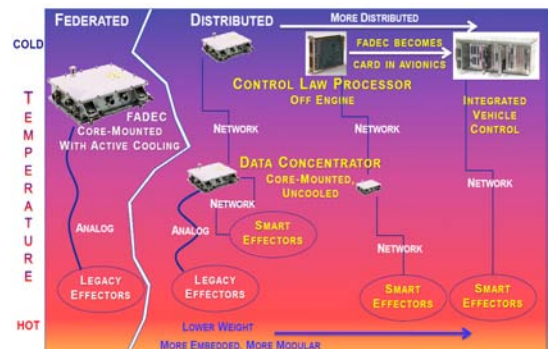 FEDERATED
DISTRIBUTED
MORE DISTRIBUTED
COLD
TEMPERATURE
HOT
FADEC
CORE-MOUNTED
WITH ACTIVE COOLING
ANALOG
LEGACY
EFFECTORS
FADEC BECOMES
CARD IN AVIONICS
CONTROL LAW PROCESSOR
OFF ENGINE
INTEGRATED
VEHICLE
CONTROL
NETWORK
DATA CONCENTRATOR
CORE-MOUNTED,
UNCOOLED
NETWORK
ANALOG
SMART
EFFECTORS
LEGACY
EFFECTORS
NETWORK
NETWORK
SMART
EFFECTORS
NETWORK
SMART
EFFECTORS
LOWER WEIGHT
MORE EMBEDDED, MORE MODULAR